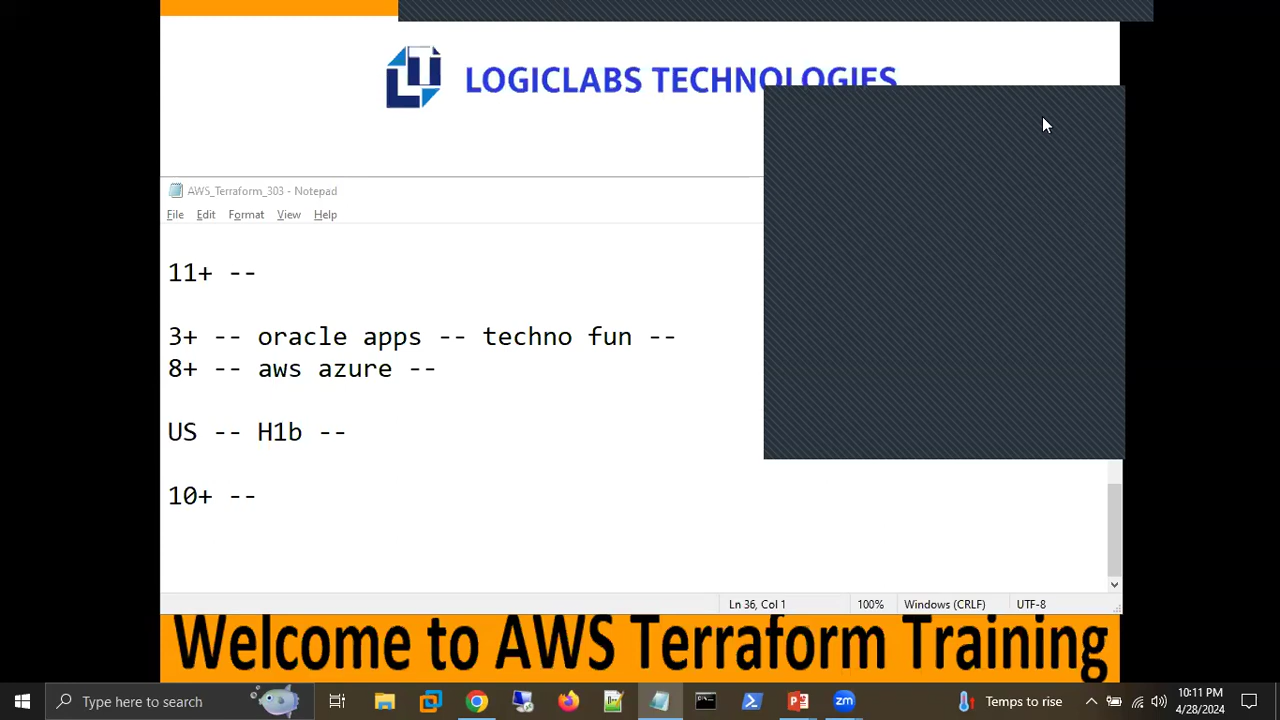 LOGICLABS TECHNOLOGIES
AWS_Terraform_303 - Notepad
File Edit Format View Help
11+ --
3+ -- oracle apps -- techno fun --
8+ -- aws azure --
US -- H1b --
10+ --
Ln 36, Col 1 100% Windows (CRLF) UTF-8
Welcome to AWS Terraform Training
Type here to search
zm
Temps to rise
10:11 PM
4/28/2024